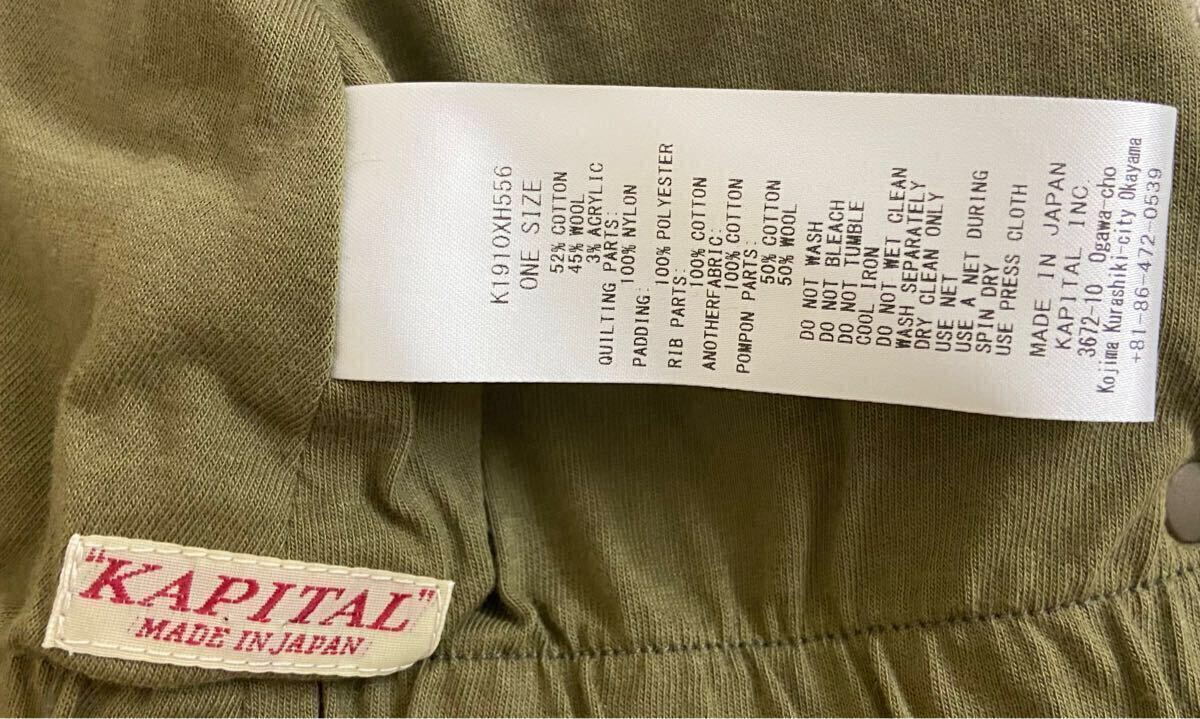 K1910XH556
ONE SIZE
52% COTTON
45% WOOL
3% ACRYLIC
QUILTING PARTS:
100% NYLON
PADDING:
100% POLYESTER
RIB PARTS:
100% COTTON
ANOTHERFABRIC:
100% COTTON
POMPON PARTS:
50% COTTON
50% WOOL
DO NOT WASH
DO NOT BLEACH
DO NOT TUMBLE
COOL IRON
DO NOT WET CLEAN
WASH SEPARATELY
DRY CLEAN ONLY
USE NET
USE A NET DURING
SPIN DRY
USE PRESS CLOTH
MADE IN JAPAN
KAPITAL INC.
3672-10 Ogawa-cho
Kojima Kurashiki-city Okayama
+81-86-472-0539
"KAPITAL"
MADE IN JAPAN